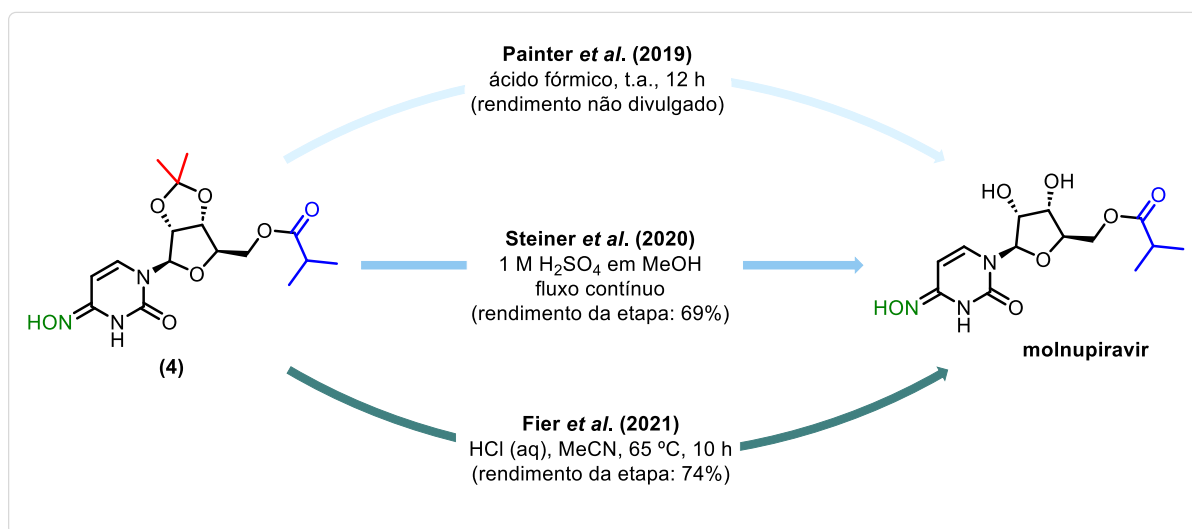 Painter et al. (2019)
ácido fórmico, t.a., 12 h
(rendimento não divulgado)
O
O
O
O
O
N
N
H
O
HON
(4)
Steiner et al. (2020)
1 M H₂SO₄ em MeOH
fluxo contínuo
(rendimento da etapa: 69%)
Fier et al. (2021)
HCl (aq), MeCN, 65 ºC, 10 h
(rendimento da etapa: 74%)
HO
OH
O
O
O
N
N
H
O
HON
molnupiravir